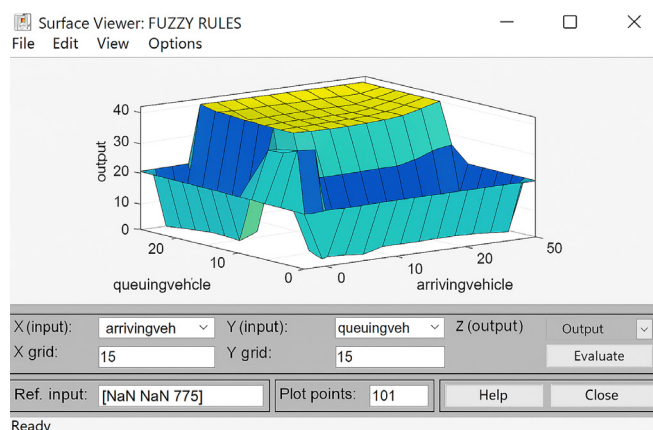 Surface Viewer: FUZZY RULES
File Edit View Options
40
30
20
10
0
output
20
10
0
queuingvehicle
0
10
20
50
arrivingvehicle
X (input): arrivingveh Y (input): queuingveh Z (output) Output
X grid: 15 Y grid: 15 Evaluate
Ref. input: [NaN NaN 775] Plot points: 101 Help Close
Ready